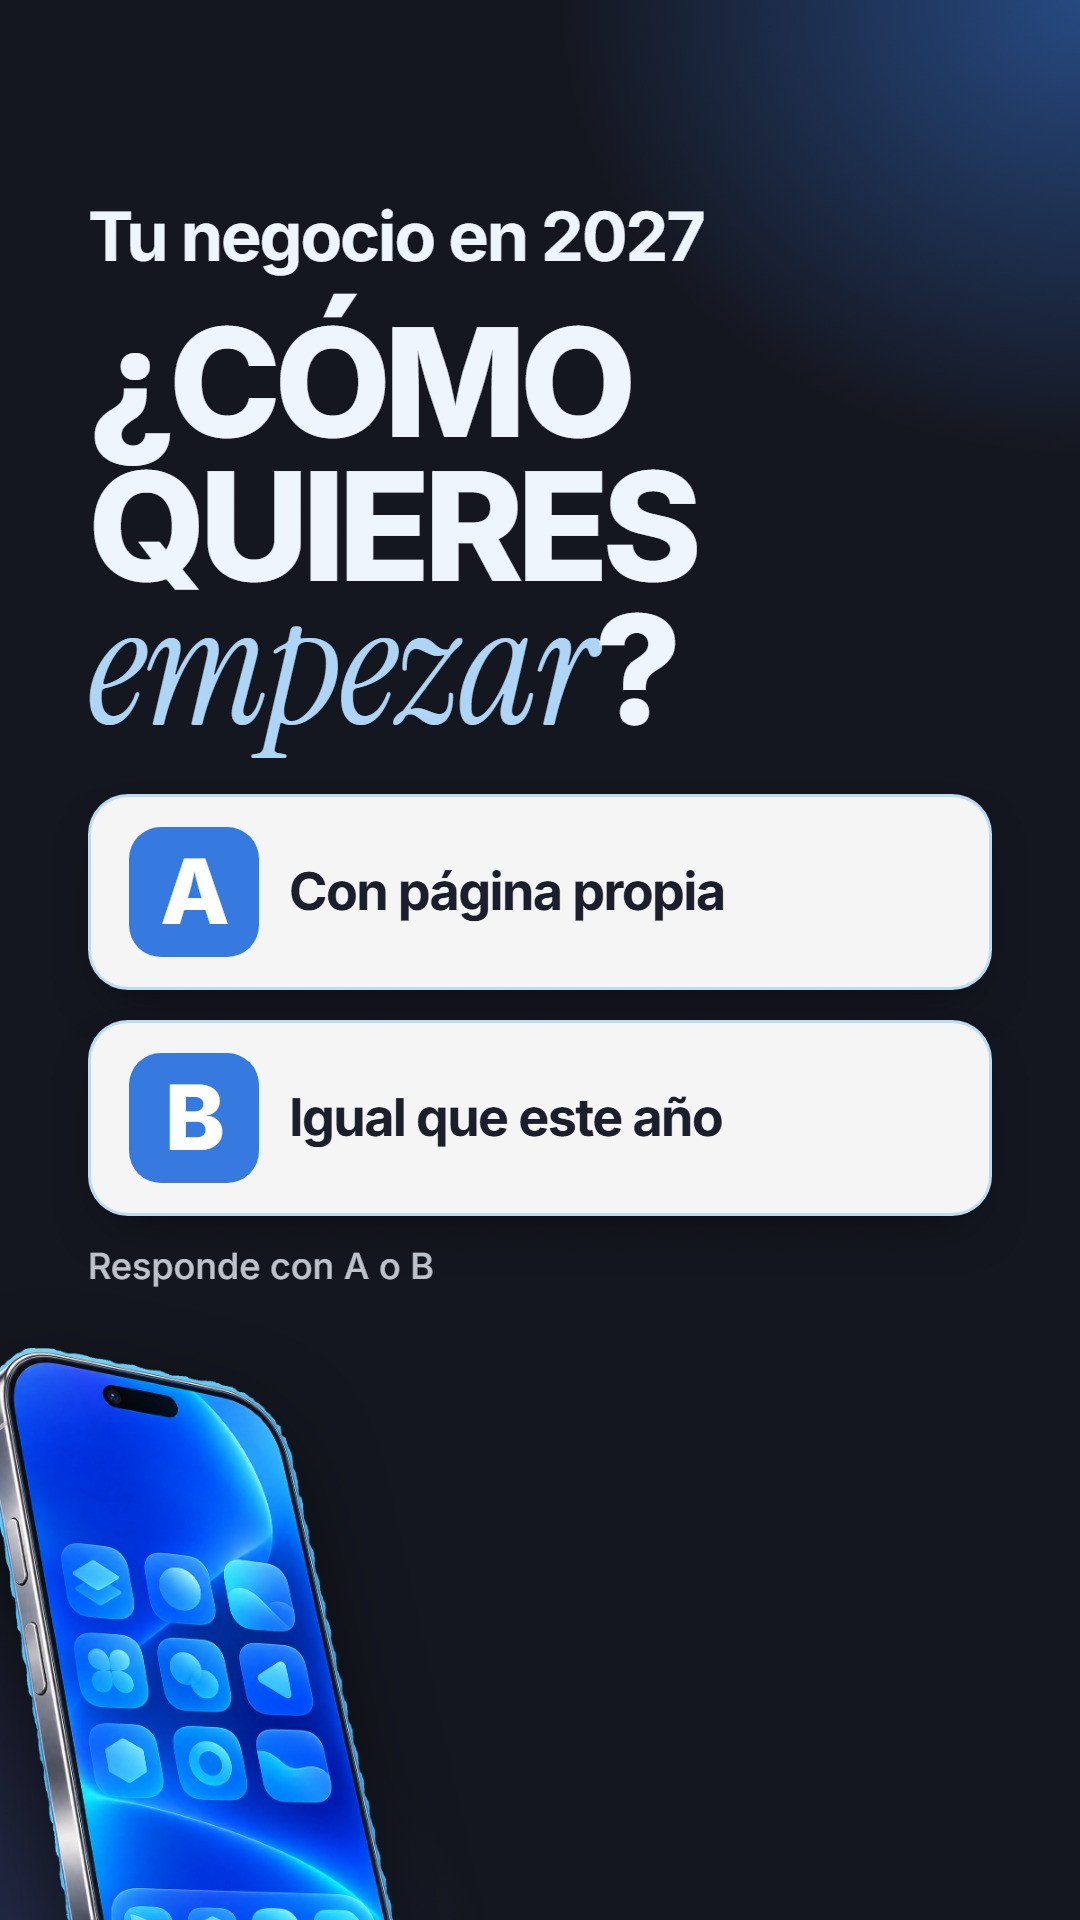 Tu negocio en 2027
¿CÓMO
QUIERES
empezar?
A Con página propia
B Igual que este año
Responde con A o B